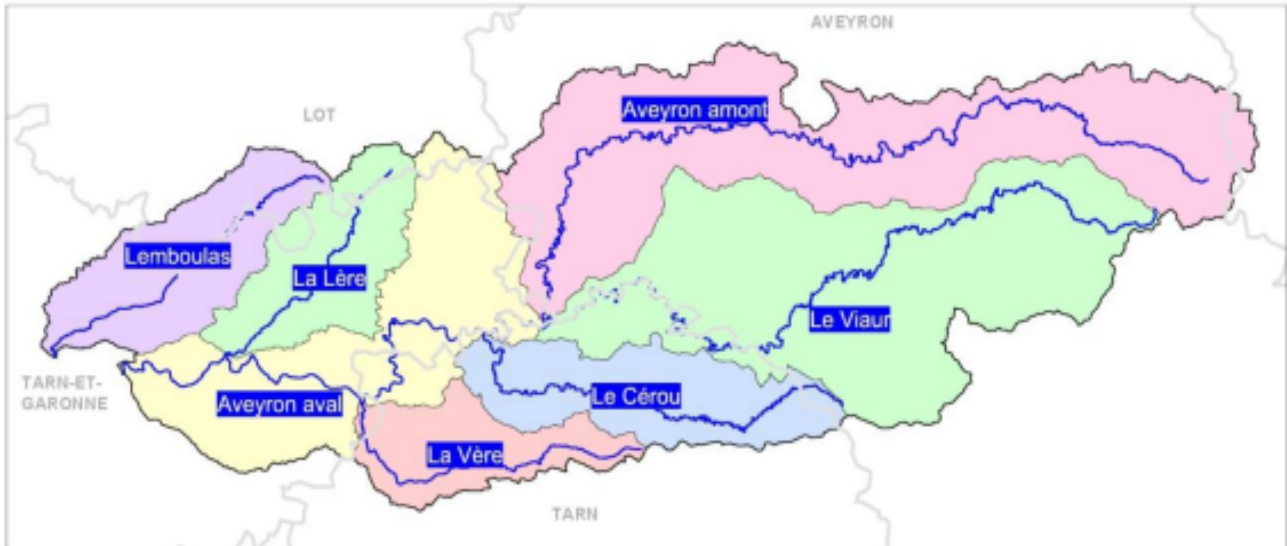 AVEYRON
Aveyron amont
LOT
Lemboulas
La Lère
Le Viaur
TARN-ET-
GARONNE
Aveyron aval
Le Cérou
La Vère
TARN